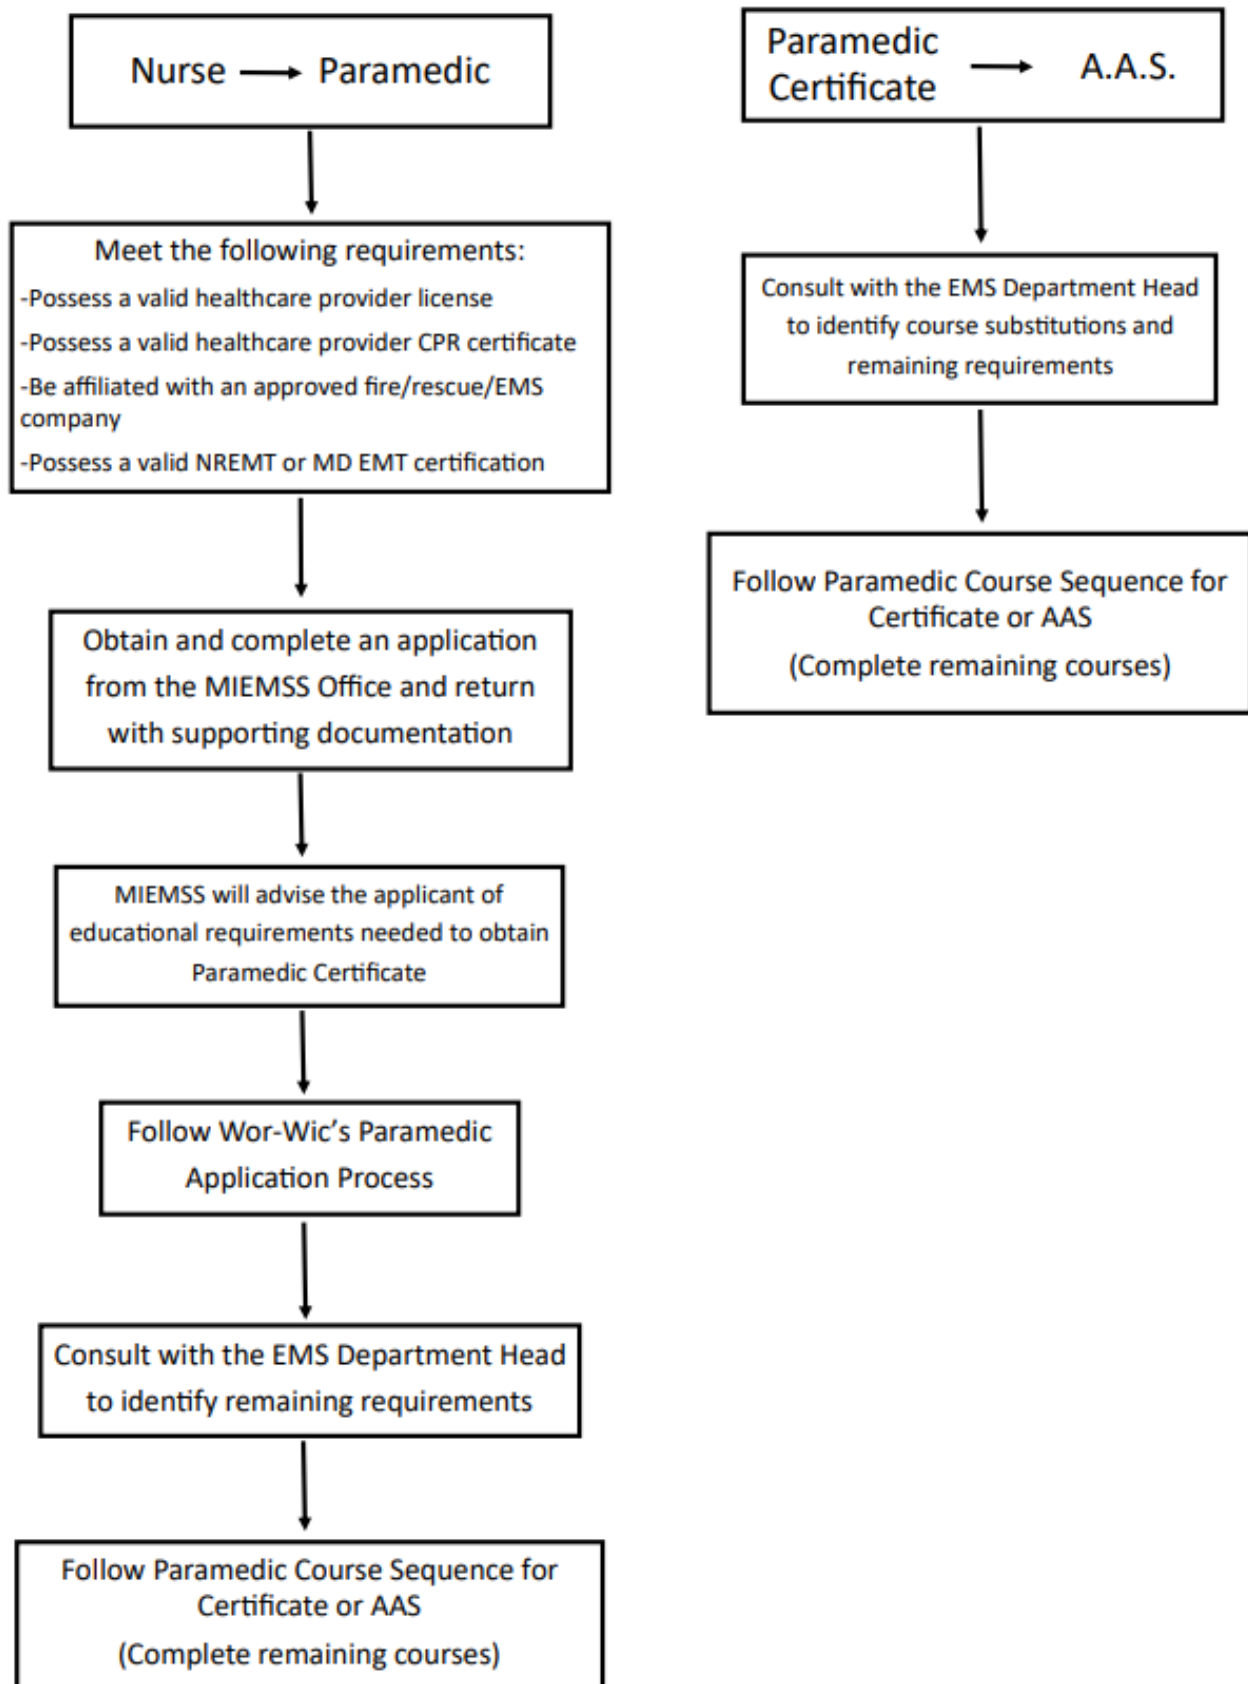 Nurse → Paramedic
Meet the following requirements:
-Possess a valid healthcare provider license
-Possess a valid healthcare provider CPR certificate
-Be affiliated with an approved fire/rescue/EMS
company
-Possess a valid NREMT or MD EMT certification
Obtain and complete an application
from the MIEMSS Office and return
with supporting documentation
MIEMSS will advise the applicant of
educational requirements needed to obtain
Paramedic Certificate
Follow Wor-Wic’s Paramedic
Application Process
Consult with the EMS Department Head
to identify remaining requirements
Follow Paramedic Course Sequence for
Certificate or AAS
(Complete remaining courses)
Paramedic
Certificate → A.A.S.
Consult with the EMS Department Head
to identify course substitutions and
remaining requirements
Follow Paramedic Course Sequence for
Certificate or AAS
(Complete remaining courses)